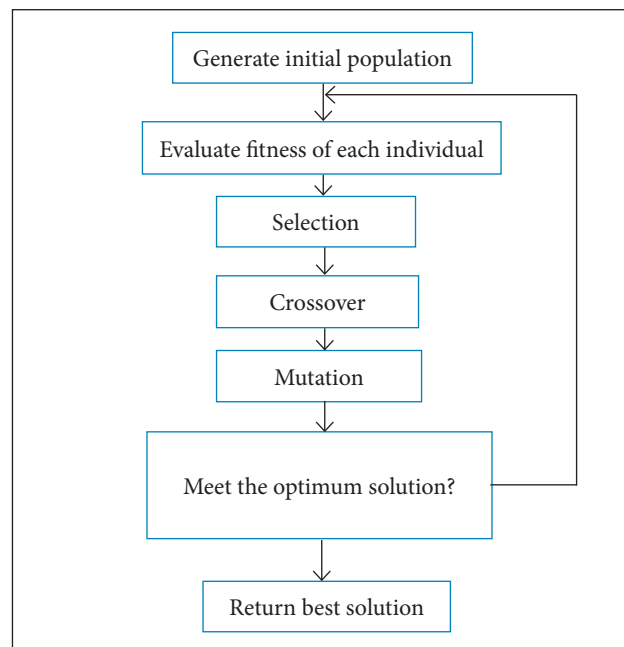 Generate initial population
Evaluate fitness of each individual
Selection
Crossover
Mutation
Meet the optimum solution?
Return best solution